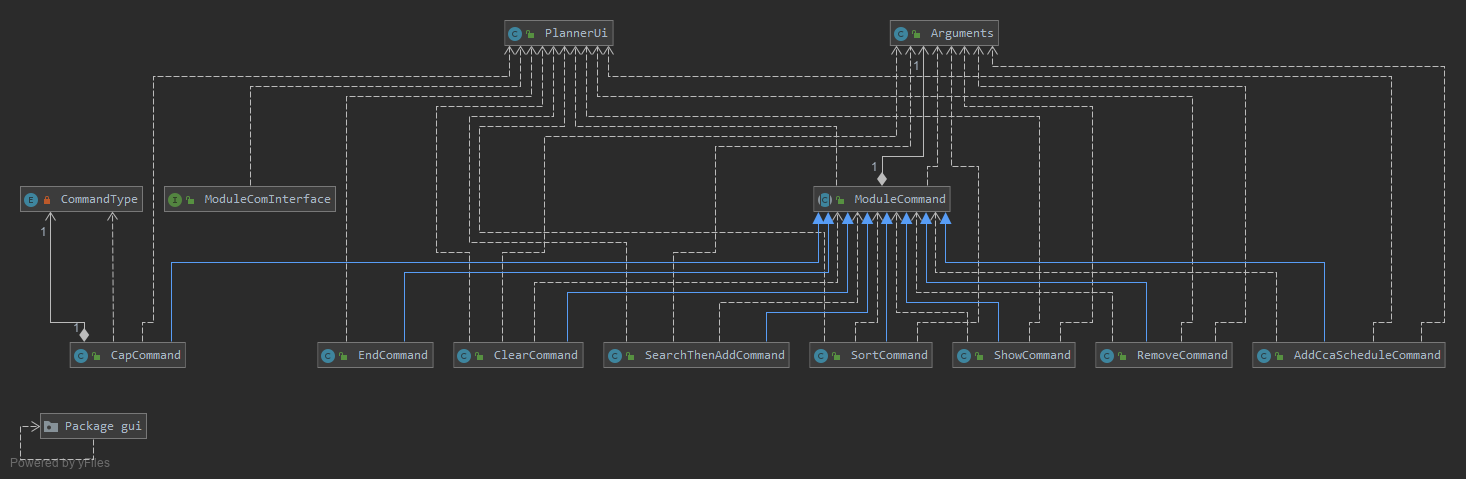 PlannerUi
Arguments
1
1
CommandType
ModuleComInterface
ModuleCommand
1
1
CapCommand
EndCommand
ClearCommand
SearchThenAddCommand
SortCommand
ShowCommand
RemoveCommand
AddCcaScheduleCommand
Package gui
Powered by yFiles